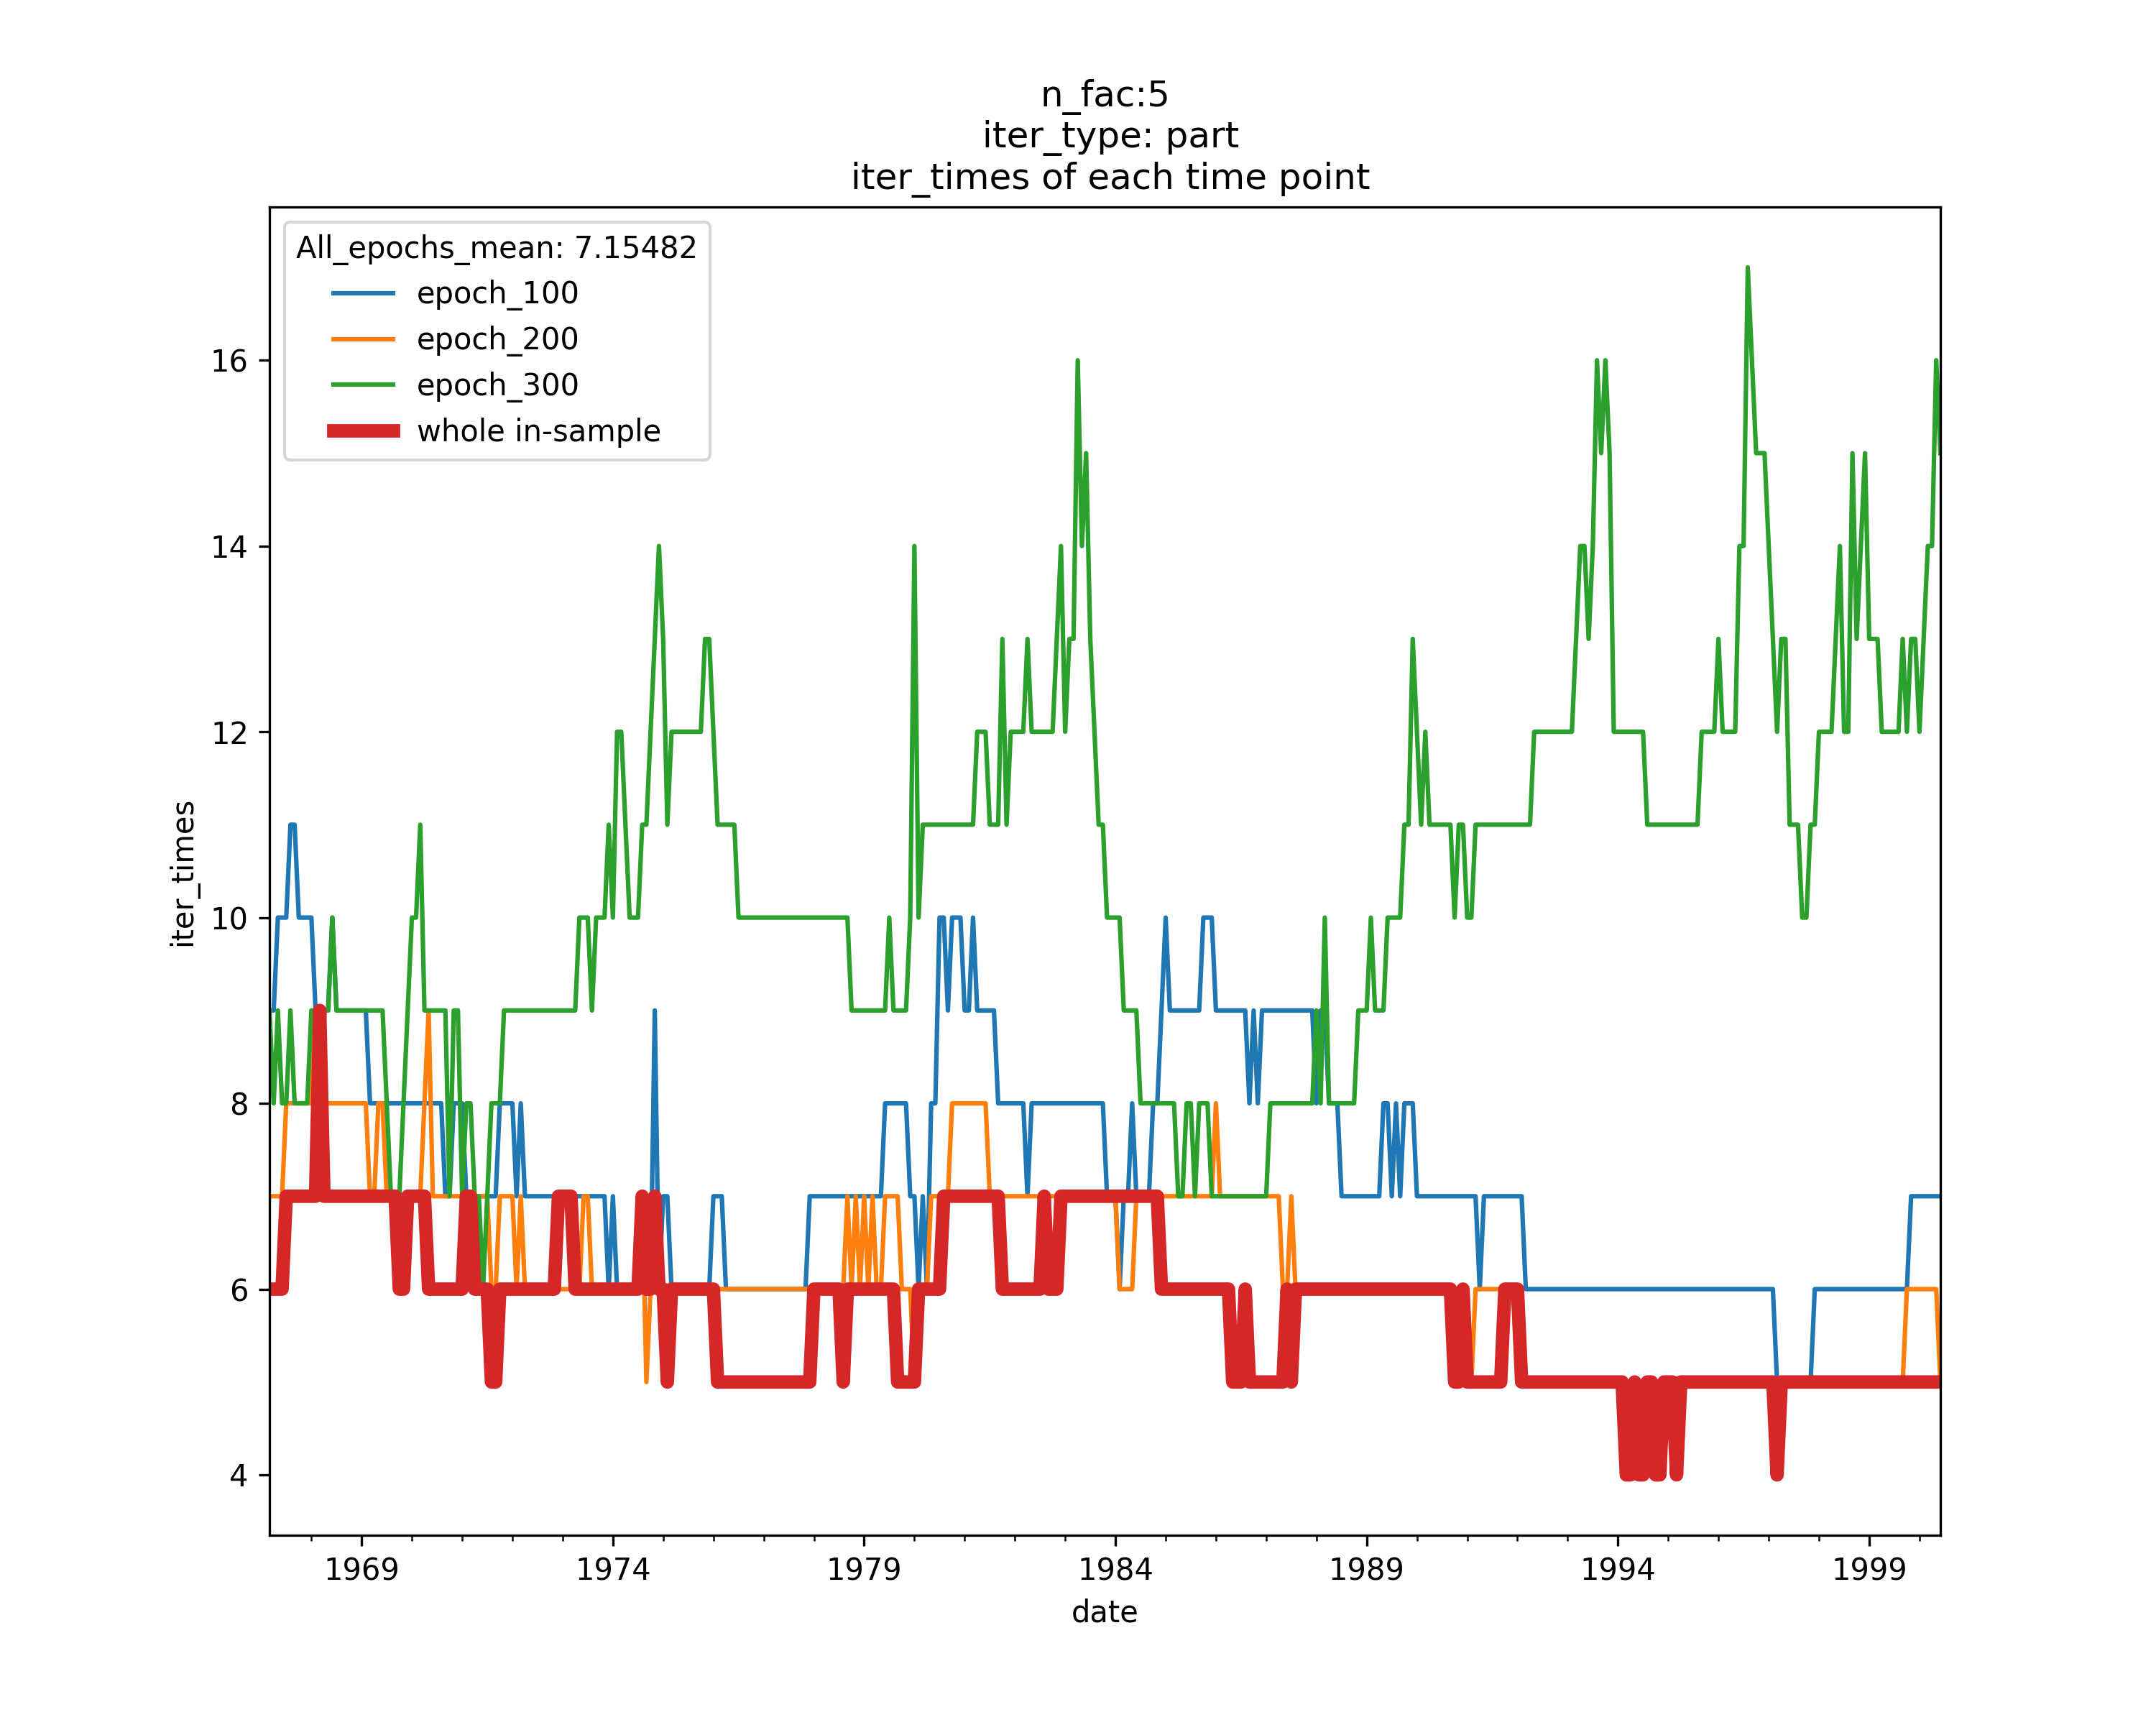 n_fac:5
iter_type: part
iter_times of each time point
All_epochs_mean: 7.15482
epoch_100
epoch_200
epoch_300
whole in-sample
iter_times
16
14
12
10
8
6
4
1969 1974 1979 1984 1989 1994 1999
date